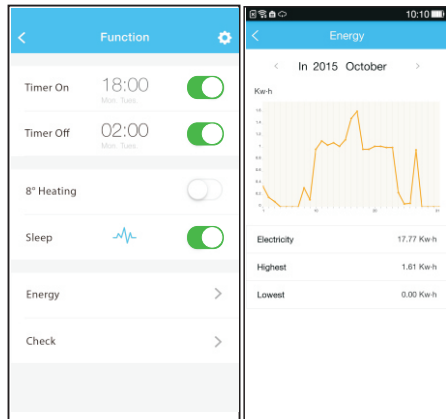 Function
Timer On
18:00
Mon. Tues.
Timer Off
02:00
Mon. Tues.
8° Heating
Sleep
Energy
Check
10:10
Energy
In 2015 October
Kw-h
Electricity
17.77 Kw-h
Highest
1.61 Kw-h
Lowest
0.00 Kw-h